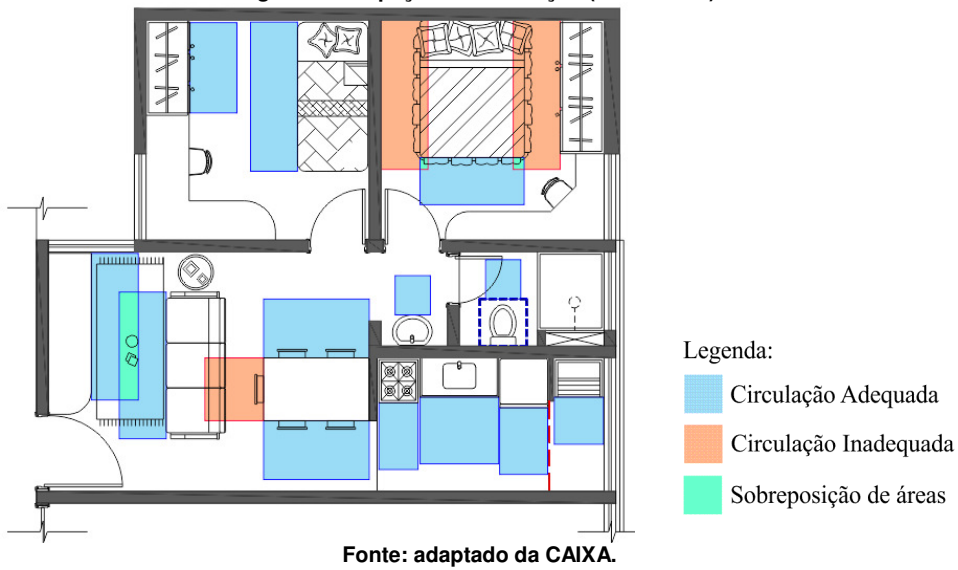 Legenda:
Circulação Adequada
Circulação Inadequada
Sobreposição de áreas
Fonte: adaptado da CAIXA.